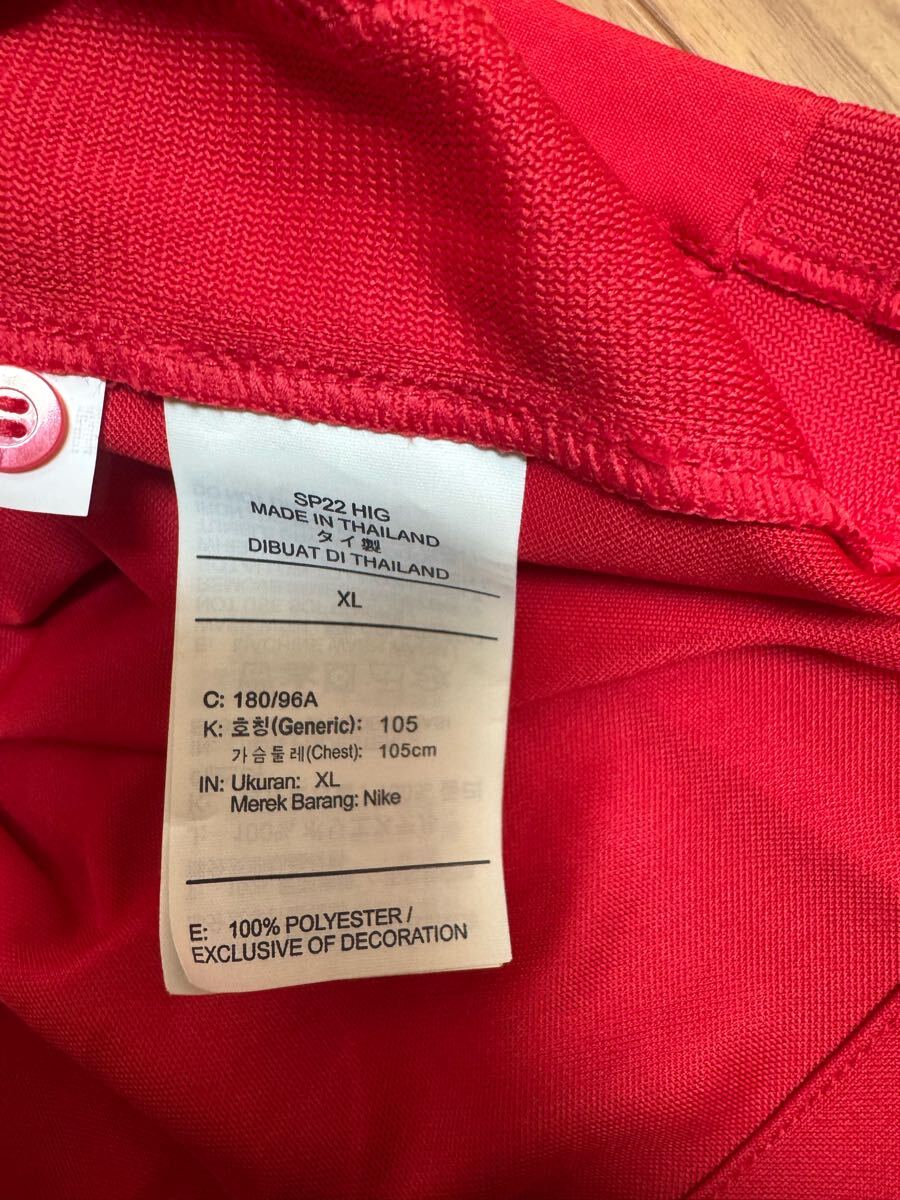 SP22 HIG
MADE IN THAILAND
タイ製
DIBUAT DI THAILAND
XL
C: 180/96A
K: 호칭(Generic): 105
가슴둘레(Chest): 105cm
IN: Ukuran: XL
Merek Barang: Nike
E: 100% POLYESTER /
EXCLUSIVE OF DECORATION